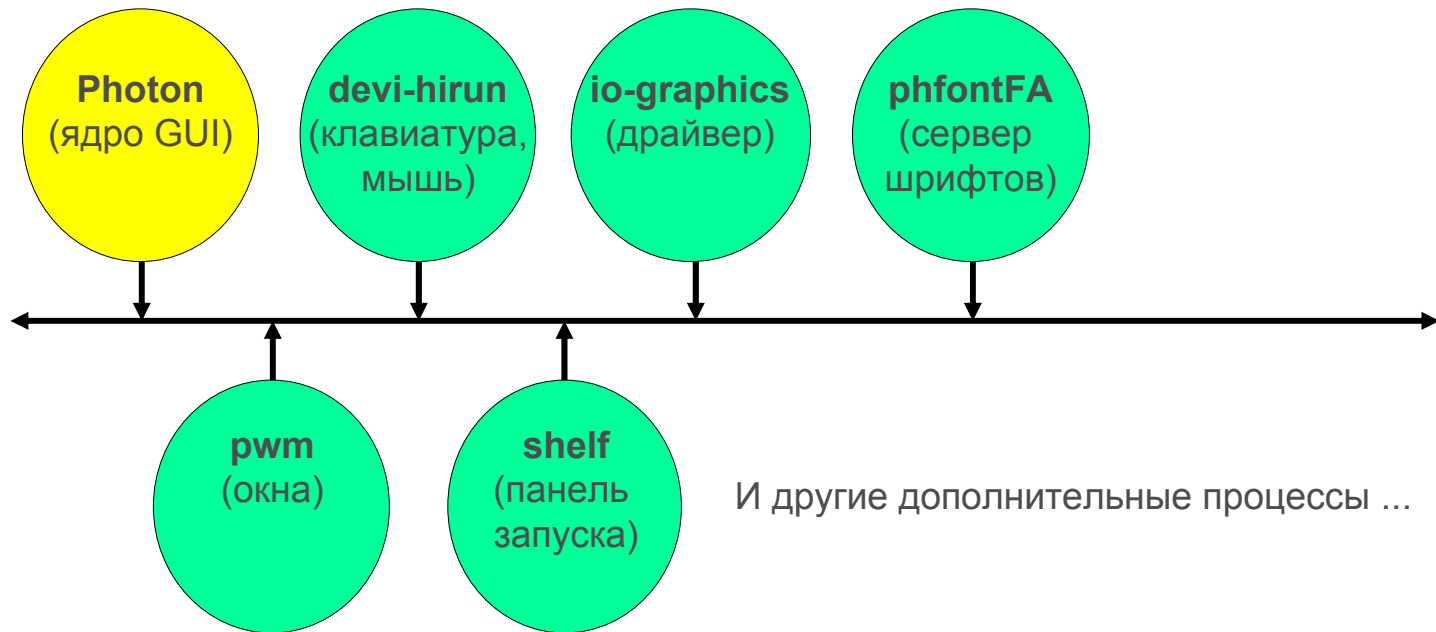 Photon
(ядро GUI)
devi-hirun
(клавиатура,
мышь)
io-graphics
(драйвер)
phfontFA
(сервер
шрифтов)
pwm
(окна)
shelf
(панель
запуска)
И другие дополнительные процессы ...